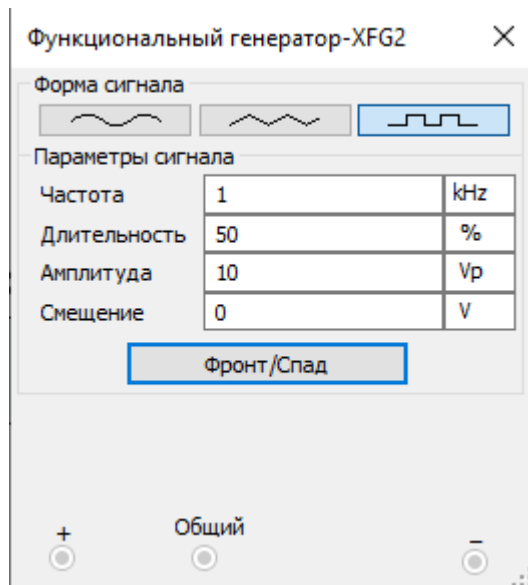 Функциональный генератор-XFG2
Форма сигнала
Параметры сигнала
Частота 1 kHz
Длительность 50 %
Амплитуда 10 Vp
Смещение 0 V
Фронт/Спад
+ Общий −